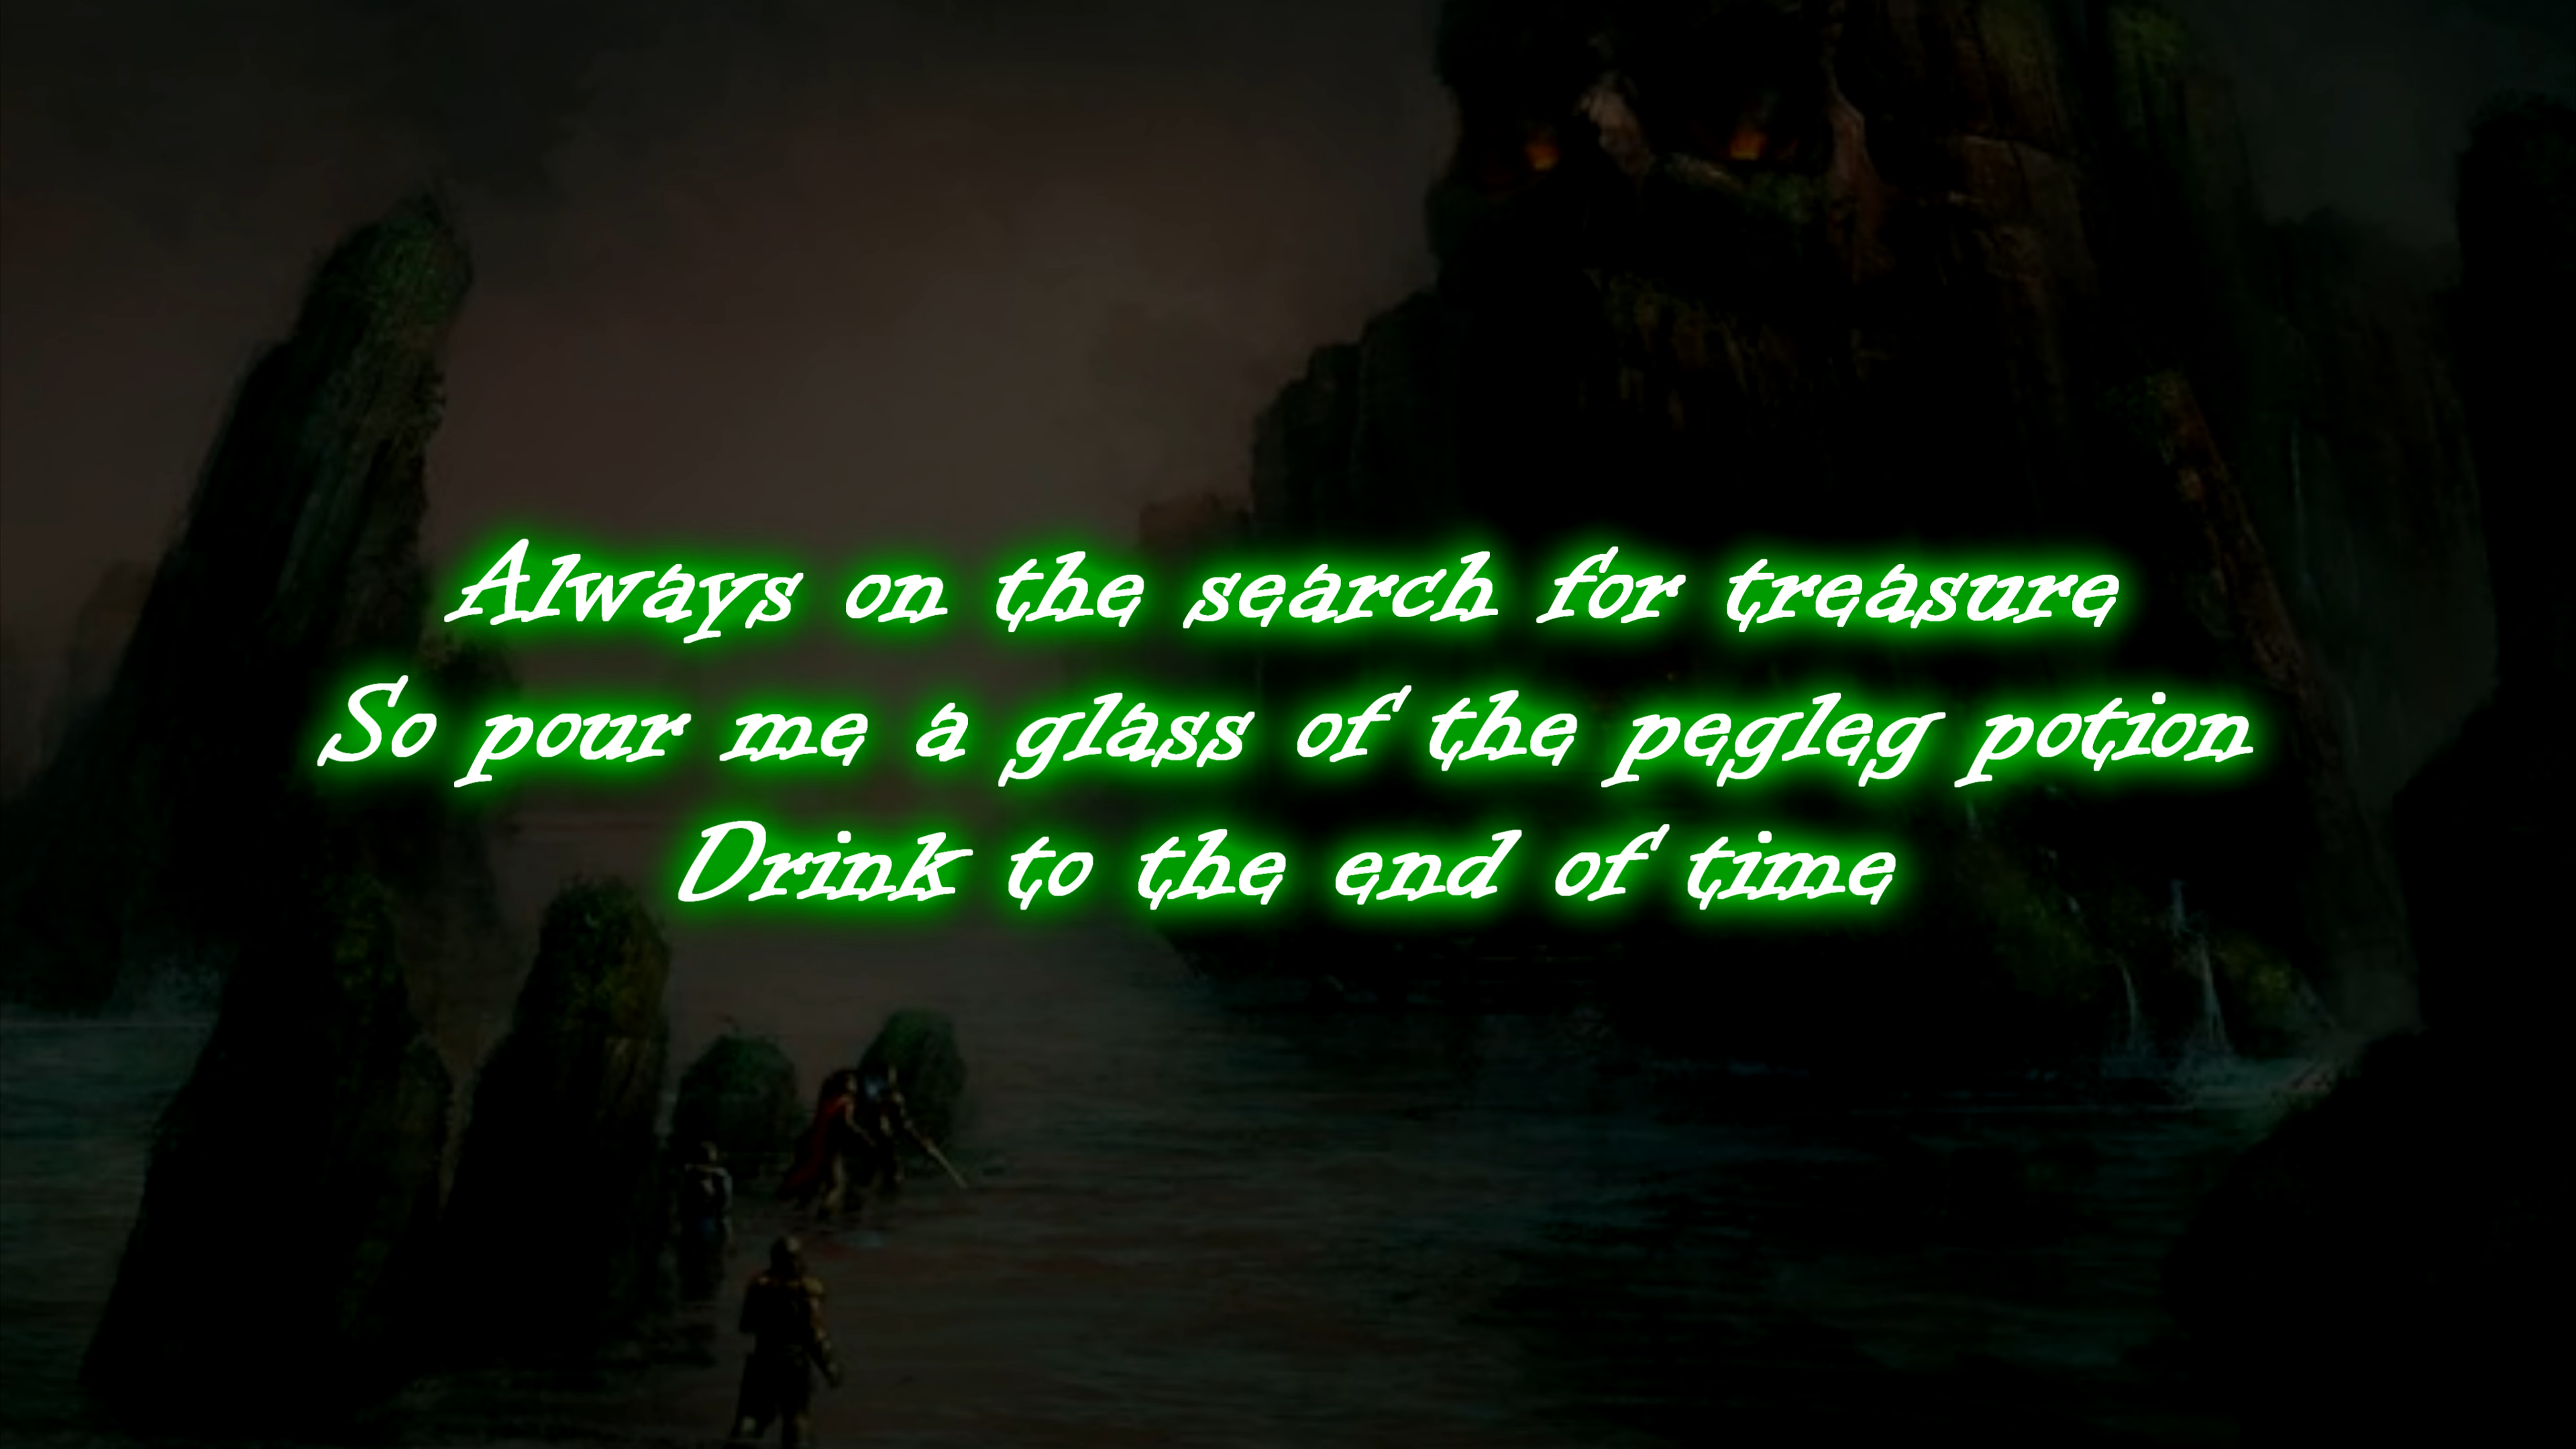 Always on the search for treasure
So pour me a glass of the pegleg potion
Drink to the end of time